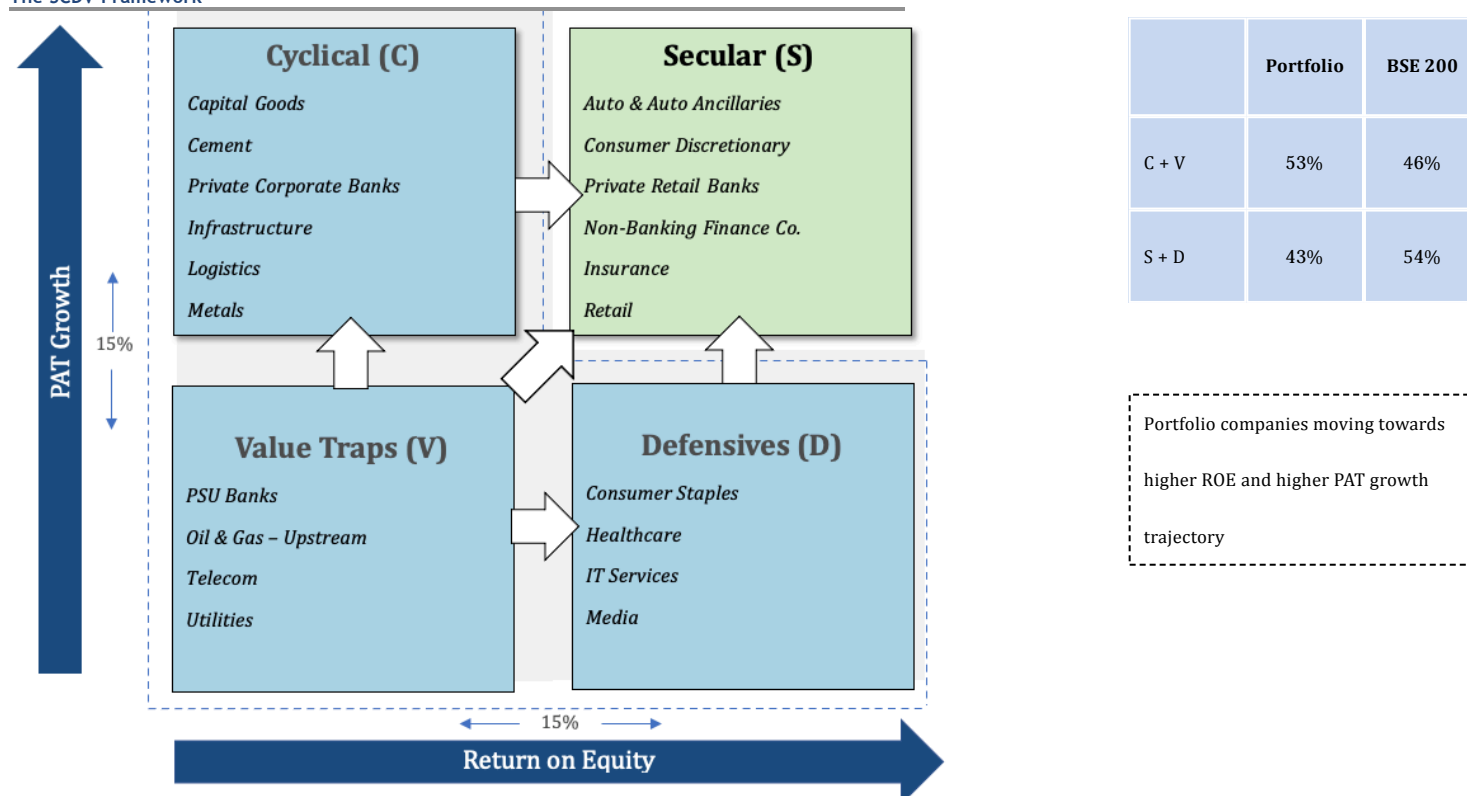 The SCDV Framework
Cyclical (C)
Capital Goods
Cement
Private Corporate Banks
Infrastructure
Logistics
Metals
Secular (S)
Auto & Auto Ancillaries
Consumer Discretionary
Private Retail Banks
Non-Banking Finance Co.
Insurance
Retail
PAT Growth
15%
Value Traps (V)
PSU Banks
Oil & Gas – Upstream
Telecom
Utilities
Defensives (D)
Consumer Staples
Healthcare
IT Services
Media
15%
Return on Equity
Portfolio BSE 200
C + V 53% 46%
S + D 43% 54%
Portfolio companies moving towards
higher ROE and higher PAT growth
trajectory